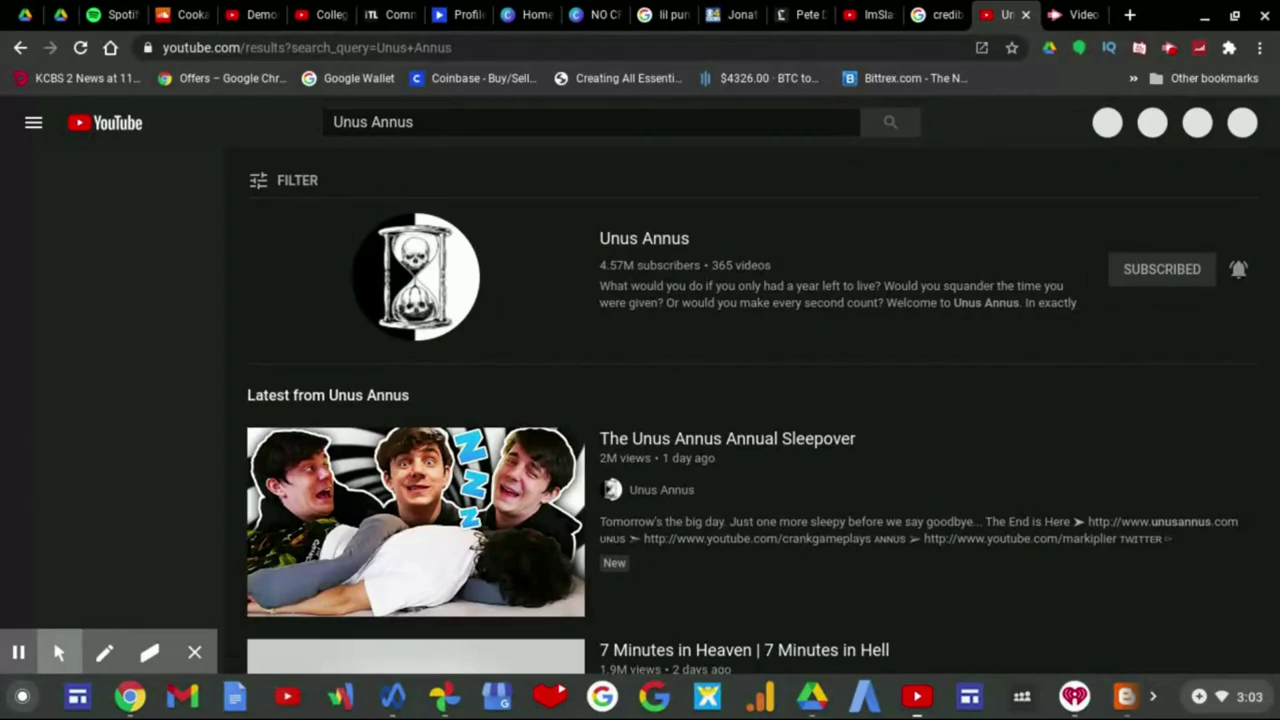 Spotif
Cooka
Demo
Colleg
ITL Comm
Profile
Home
NO CF
lil pun
Jonat
Pete D
ImSla
credib
Un
Video
youtube.com/results?search_query=Unus+Annus
KCBS 2 News at 11...
Offers – Google Chr...
Google Wallet
Coinbase - Buy/Sell...
Creating All Essenti...
$4326.00 · BTC to...
Bittrex.com - The N...
»
Other bookmarks
YouTube
Unus Annus
FILTER
Unus Annus
4.57M subscribers • 365 videos
What would you do if you only had a year left to live? Would you squander the time you
were given? Or would you make every second count? Welcome to Unus Annus. In exactly
SUBSCRIBED
Latest from Unus Annus
Z
Z
Z
The Unus Annus Annual Sleepover
2M views • 1 day ago
Unus Annus
Tomorrow's the big day. Just one more sleepy before we say goodbye... The End is Here ➤ http://www.unusannus.com
ᴜɴᴜs ➣ http://www.youtube.com/crankgameplays ᴀɴɴᴜs ➢ http://www.youtube.com/markiplier ᴛᴡɪᴛᴛᴇʀ
New
7 Minutes in Heaven | 7 Minutes in Hell
1.9M views • 2 days ago
3:03